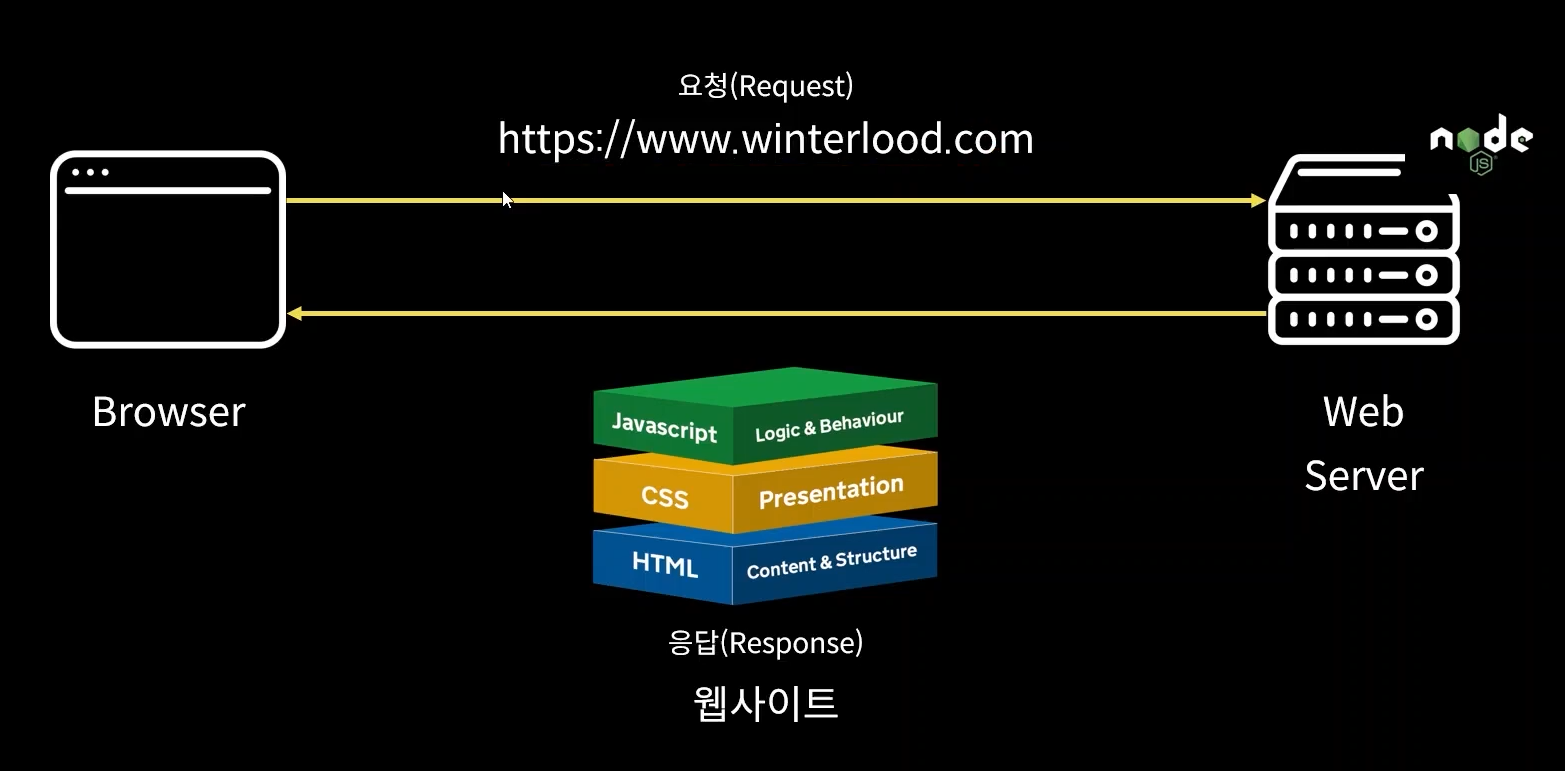 요청(Request)
https://www.winterlood.com
node
JS
Browser
Web
Server
Javascript
Logic & Behaviour
CSS
Presentation
HTML
Content & Structure
응답(Response)
웹사이트